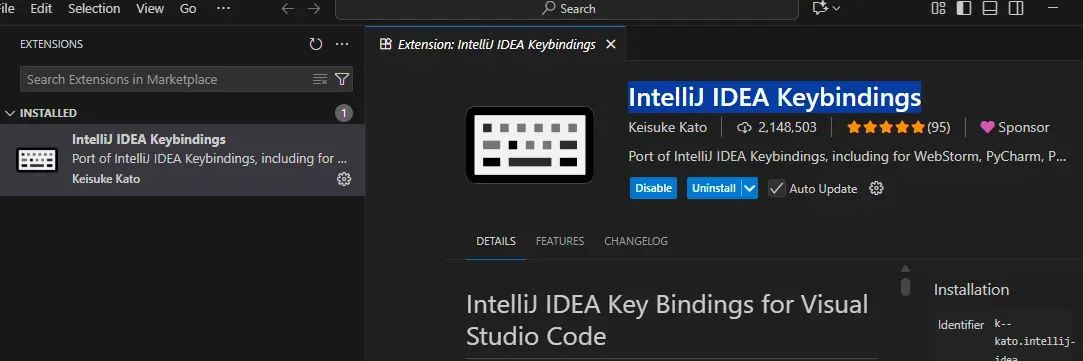 File Edit Selection View Go ... Search
EXTENSIONS
Extension: IntelliJ IDEA Keybindings
Search Extensions in Marketplace
INSTALLED 1
IntelliJ IDEA Keybindings
Port of IntelliJ IDEA Keybindings, including for ...
Keisuke Kato
IntelliJ IDEA Keybindings
Keisuke Kato 2,148,503 (95) Sponsor
Port of IntelliJ IDEA Keybindings, including for WebStorm, PyCharm, P...
Disable Uninstall Auto Update
DETAILS FEATURES CHANGELOG
IntelliJ IDEA Key Bindings for Visual
Studio Code
Installation
Identifier k--
kato.intellij-
idea